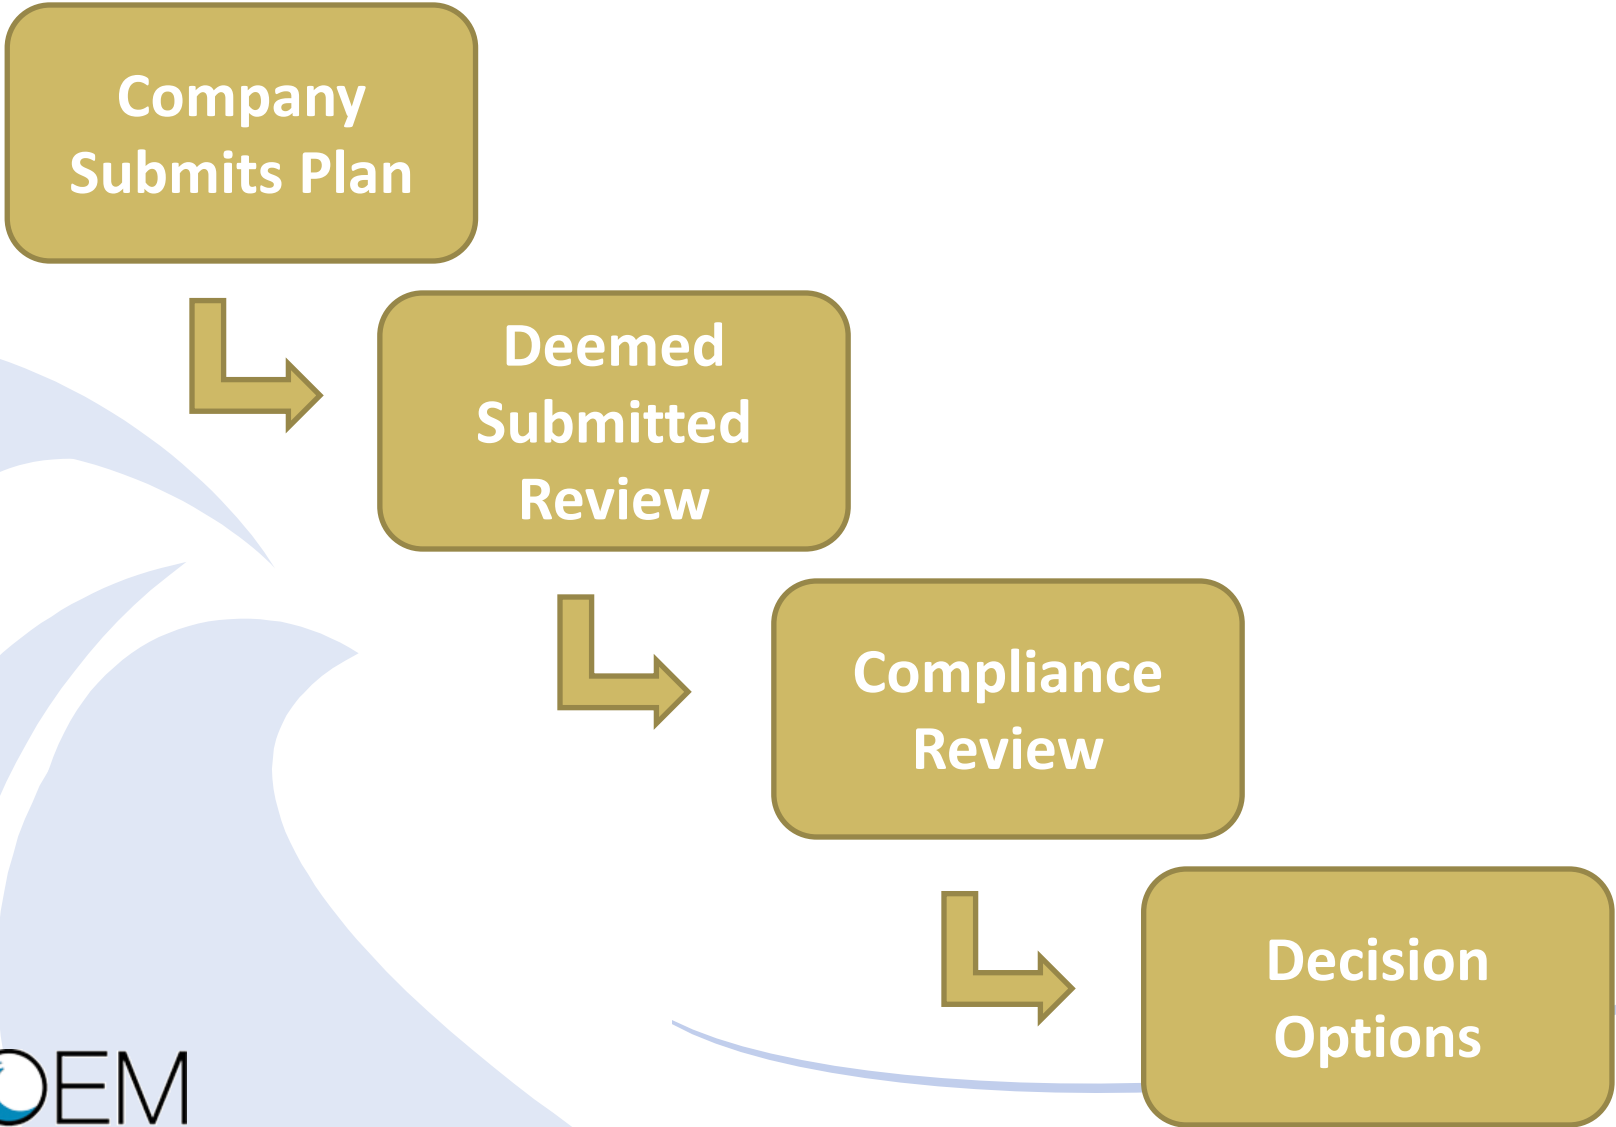 Company
Submits Plan
Deemed
Submitted
Review
Compliance
Review
Decision
Options
OEM